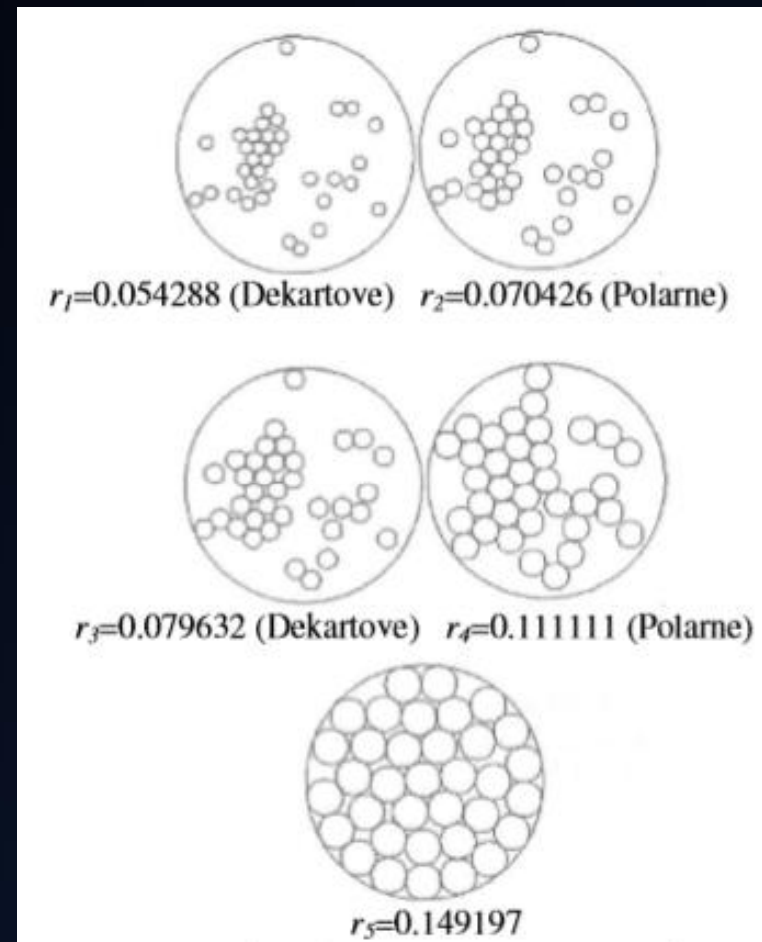 r₁=0.054288 (Dekartove) r₂=0.070426 (Polarne)
r₃=0.079632 (Dekartove) r₄=0.111111 (Polarne)
r₅=0.149197